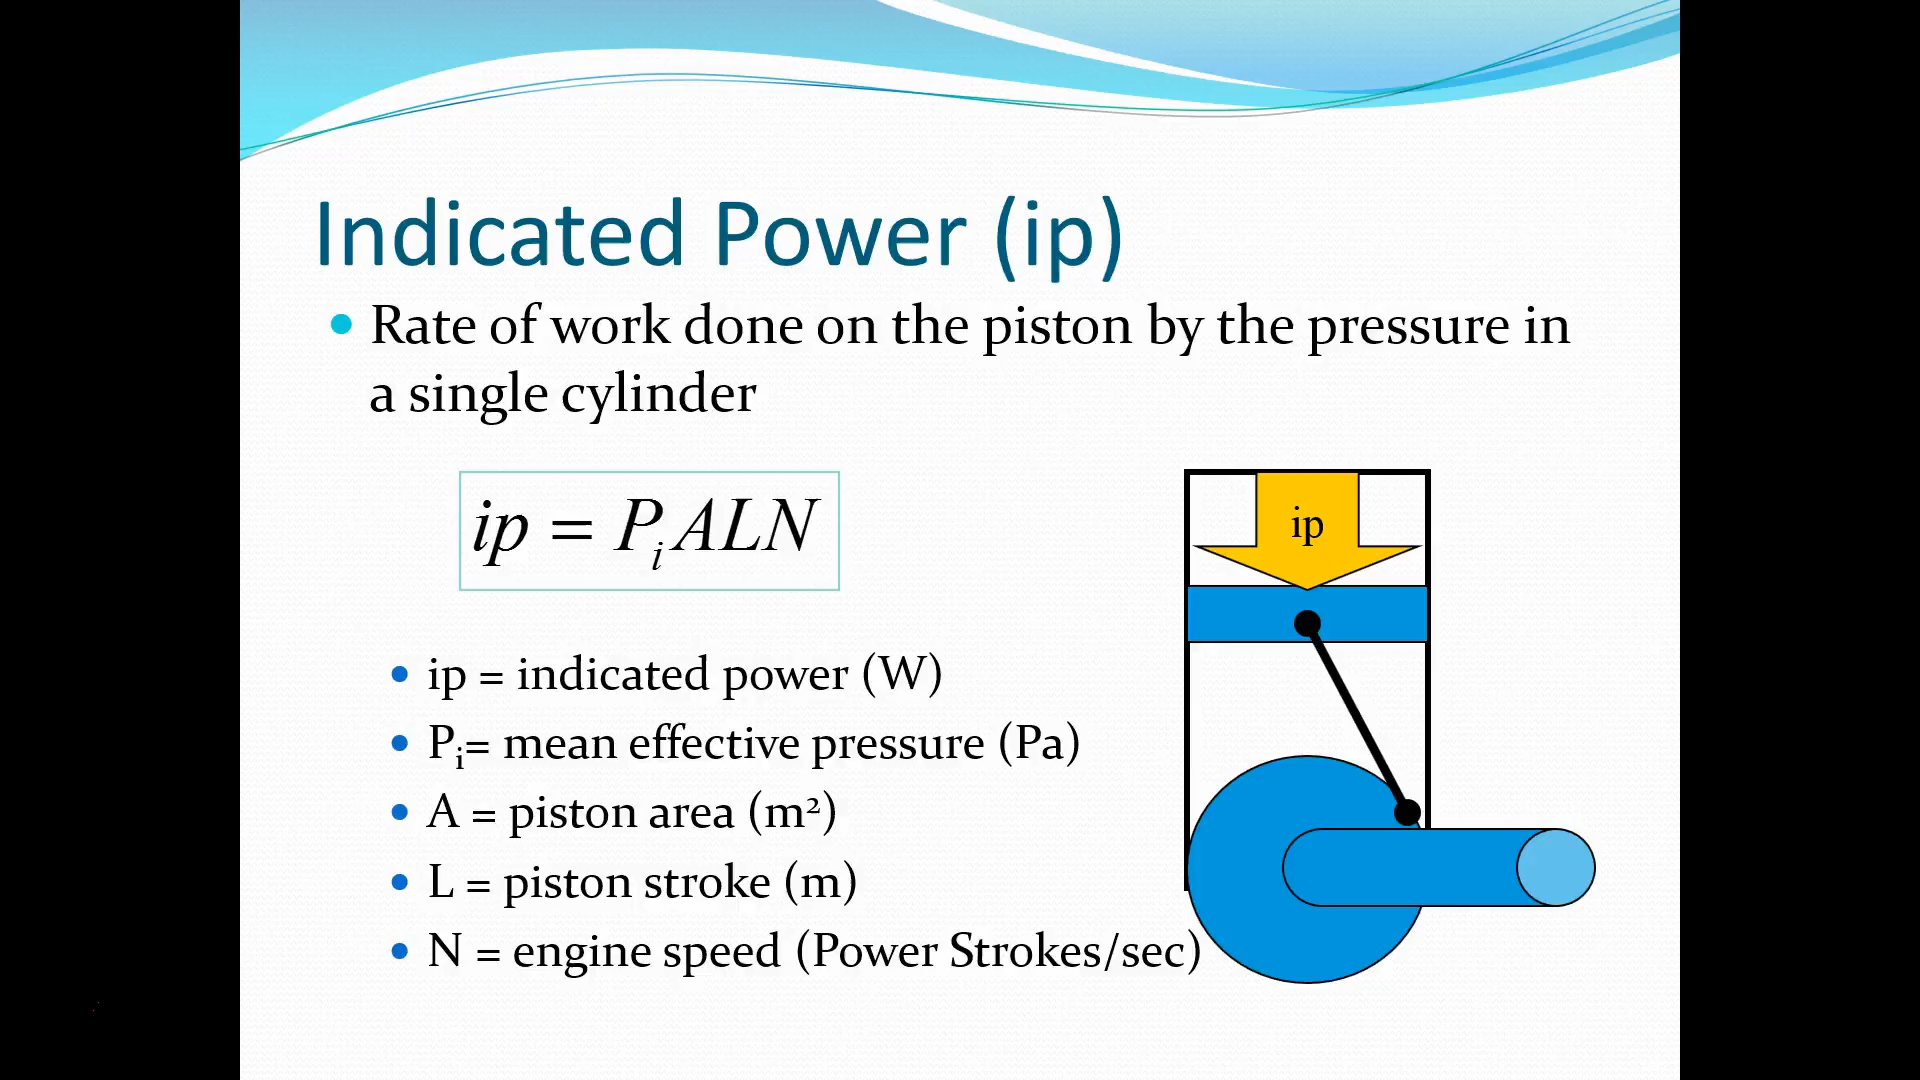 Indicated Power (ip)
• Rate of work done on the piston by the pressure in
a single cylinder
ip = PᵢALN
ip
• ip = indicated power (W)
• Pᵢ= mean effective pressure (Pa)
• A = piston area (m²)
• L = piston stroke (m)
• N = engine speed (Power Strokes/sec)